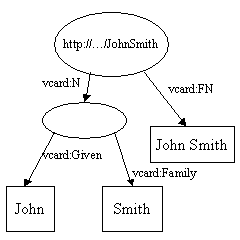 http://.../JohnSmith
vcard:N
vcard:FN
John Smith
vcard:Given
vcard:Family
John
Smith